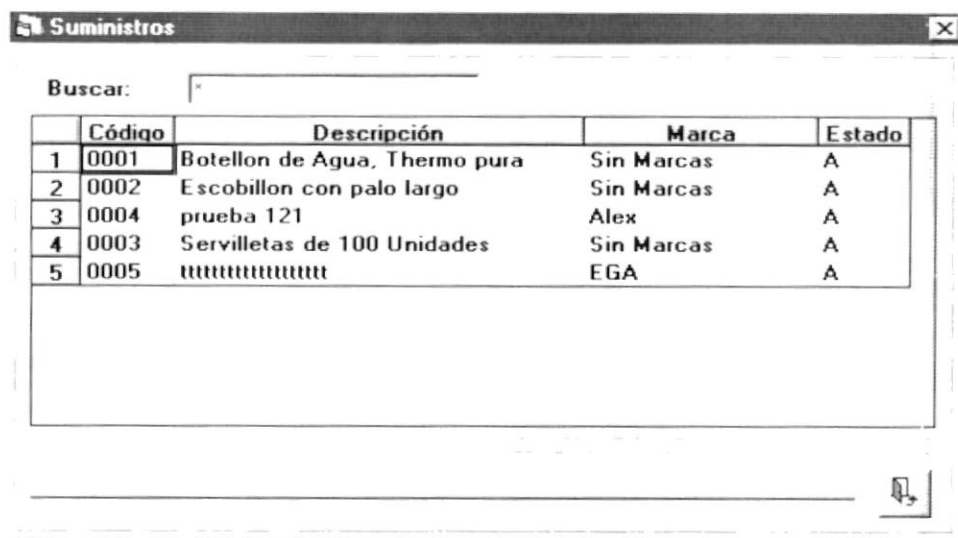 Suministros
Buscar: *
Código Descripción Marca Estado
1 0001 Botellon de Agua, Thermo pura Sin Marcas A
2 0002 Escobillon con palo largo Sin Marcas A
3 0004 prueba 121 Alex A
4 0003 Servilletas de 100 Unidades Sin Marcas A
5 0005 ttttttttttttttttttt EGA A